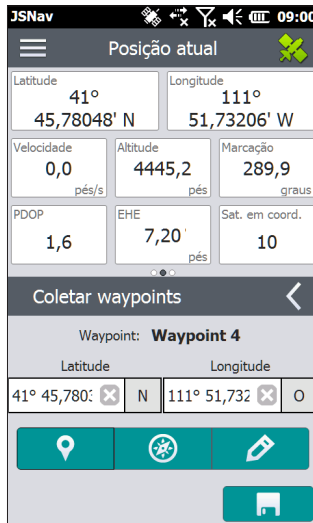 JSNav 09:00
Posição atual
Latitude Longitude
41° 111°
45,78048' N 51,73206' W
Velocidade Altitude Marcação
0,0 4445,2 289,9
pés/s pés graus
PDOP EHE Sat. em coord.
1,6 7,20 10
pés
Coletar waypoints
Waypoint: Waypoint 4
Latitude Longitude
41° 45,780 N 111° 51,732 O